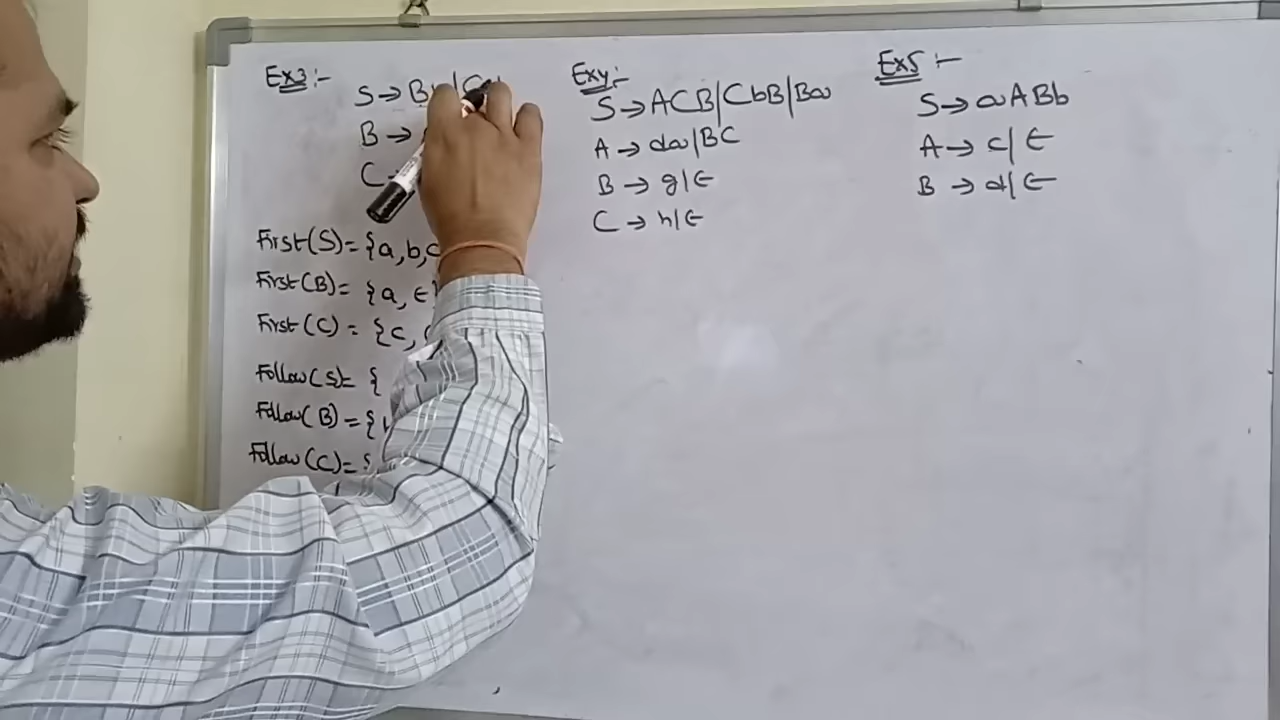 Ex3:-
S → B
B →
C
First(S)= {a, b, c
First(B)= {a, ϵ}
First(C) = {c,
Follow(S)= {
Follow(B) = {
Follow(C)= {
Ex4:-
S → ACB|CbB|Ba
A → da|BC
B → g|ϵ
C → h|ϵ
Ex5:-
S → aABb
A → c|ϵ
B → d|ϵ